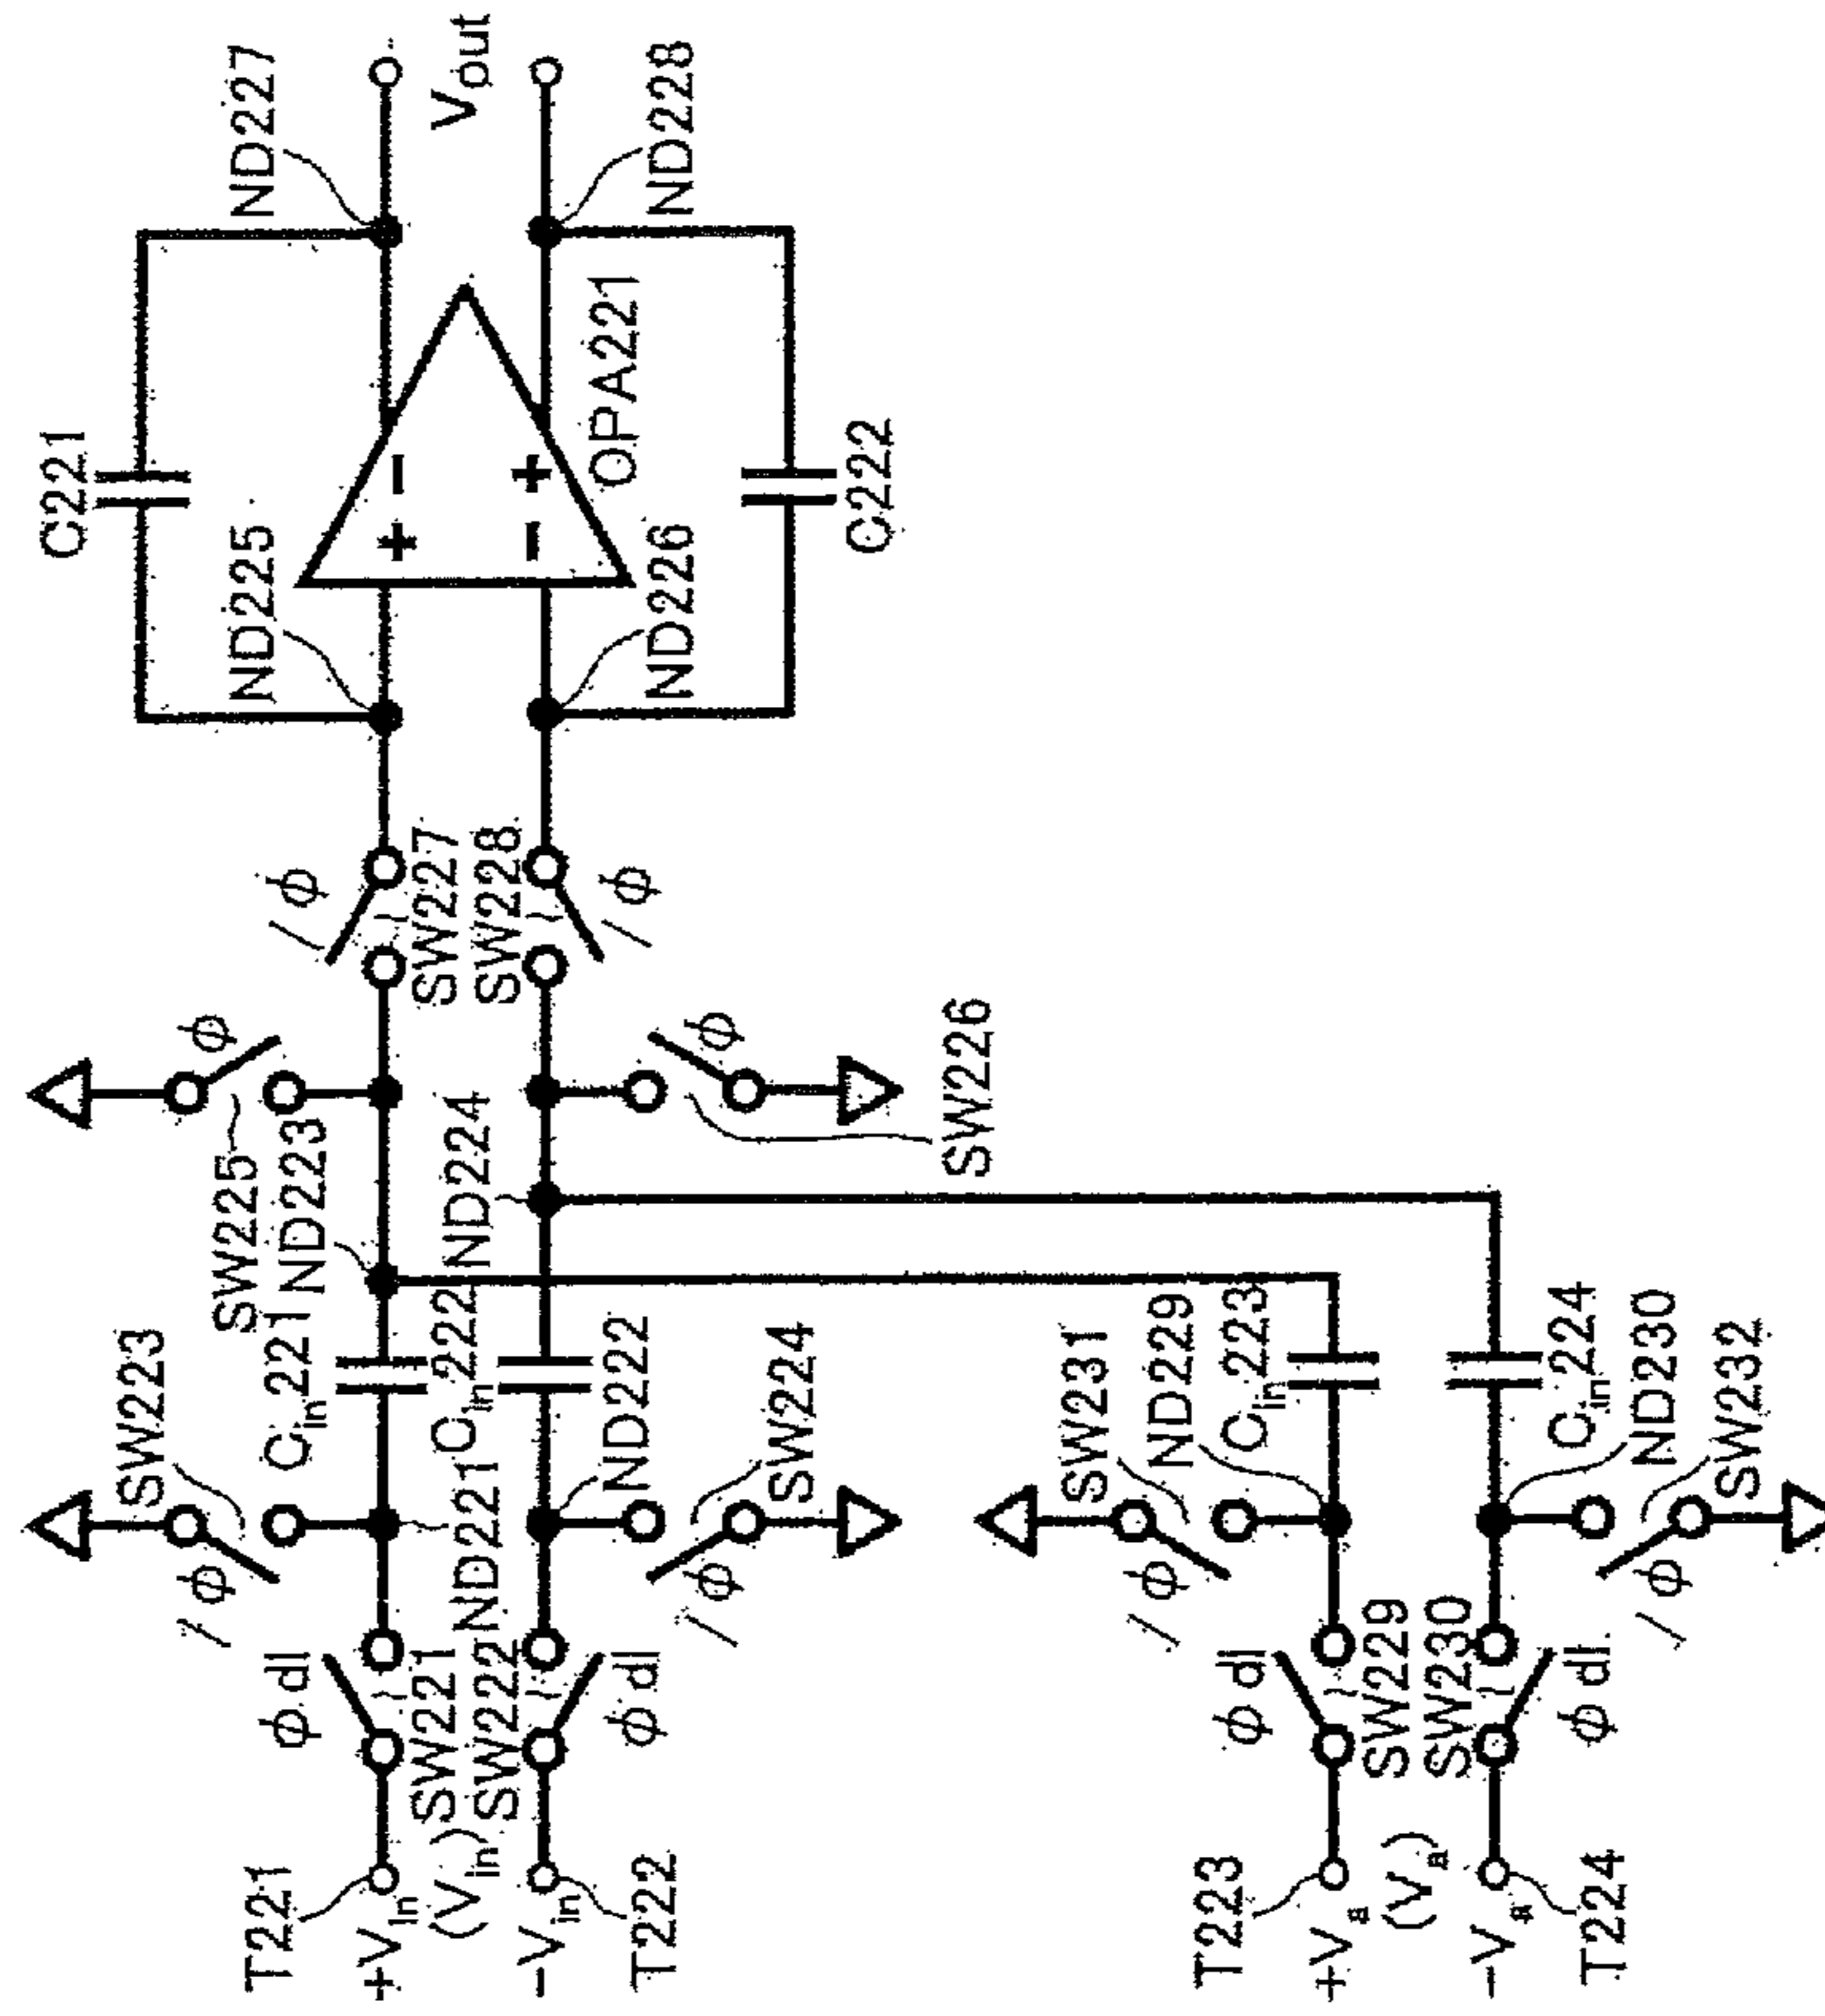 T221
+Vin
(Vin)
-Vin
T222
φdl
SW221
SW222
φdl
SW223
/φ
ND221
ND222
/φ
SW224
Cin221
Cin222
SW225
ND223
ND224
φ
φ
SW226
/φ
SW227
SW228
/φ
ND225
ND226
C221
+ -
- +
OPA221
C222
ND227
ND228
Vout
T223
+Va
(Va)
-Va
T224
φdl
SW229
SW230
φdl
SW231
/φ
ND229
Cin223
Cin224
ND230
SW232
/φ